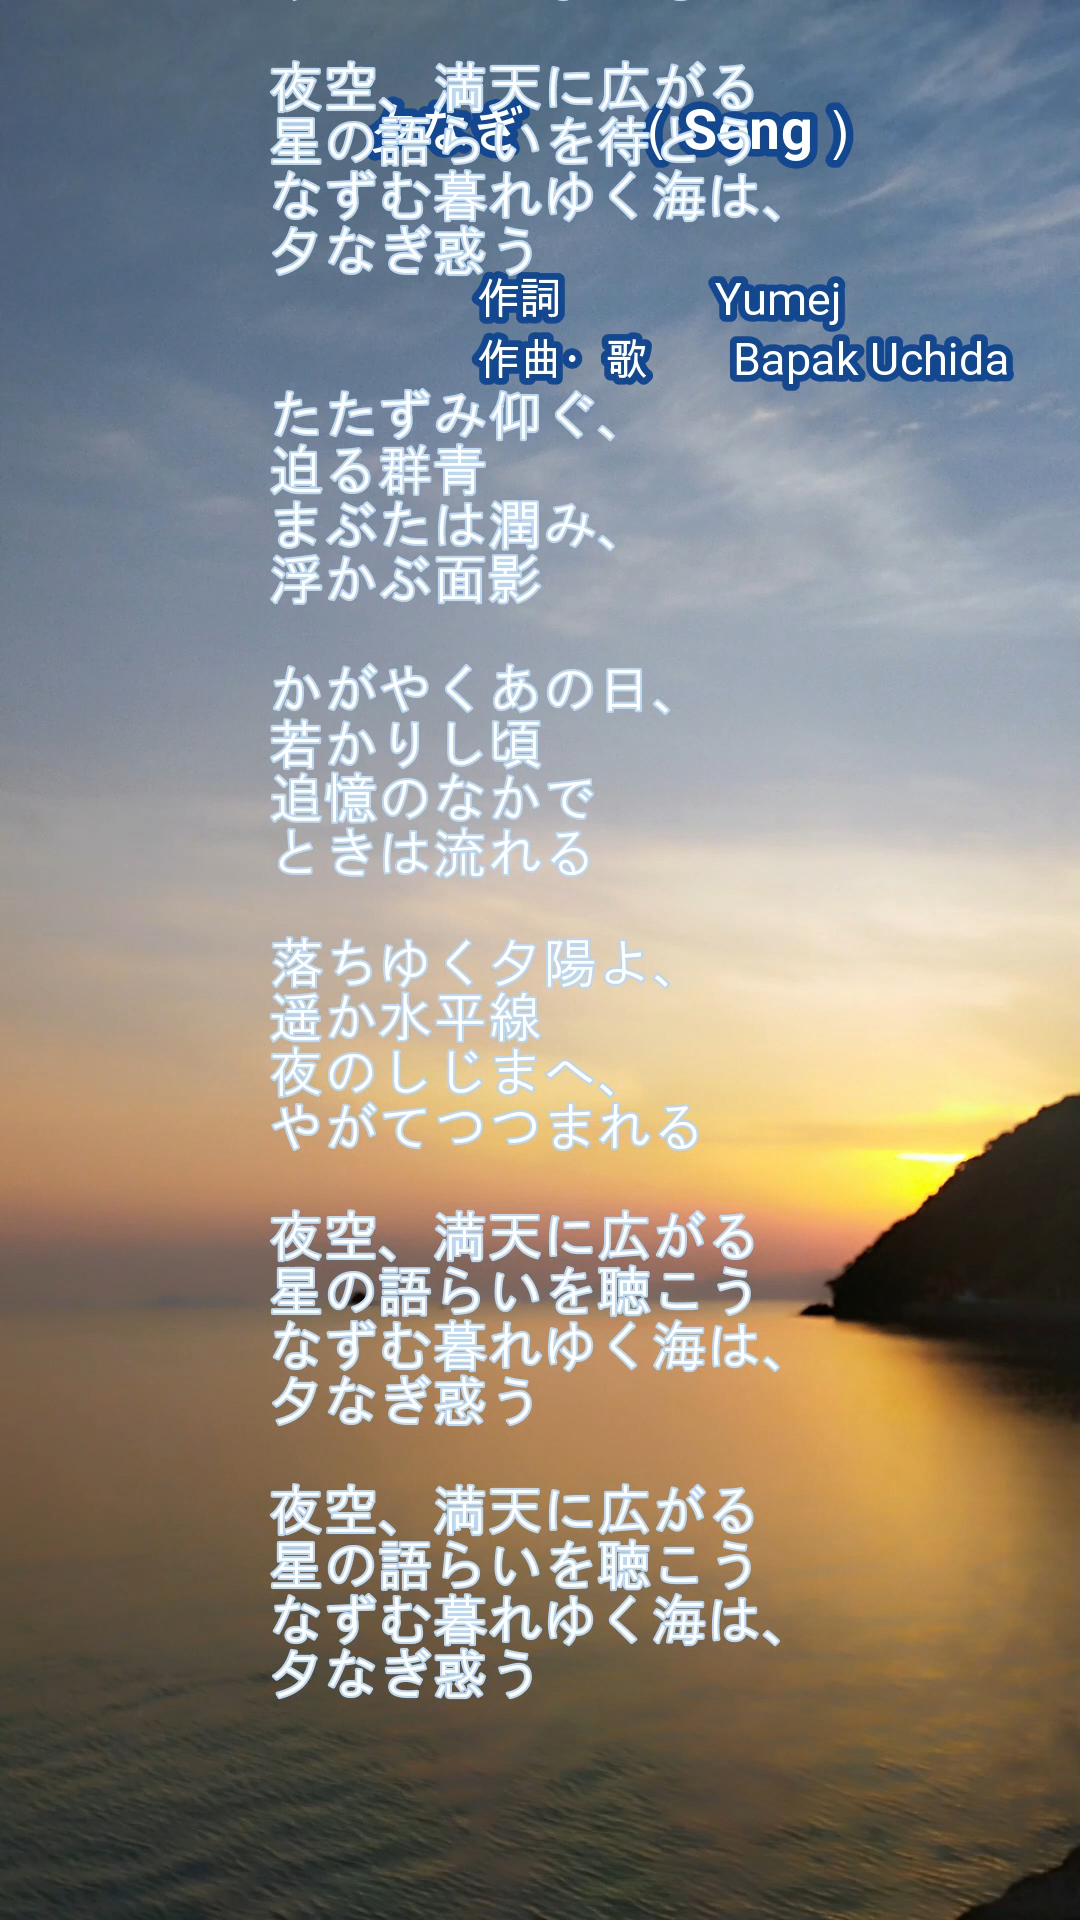 夜空、満天に広がる
夕なぎ (Song)
星の語らいを待とう
なずむ暮れゆく海は、
夕なぎ惑う
作詞 Yumej
作曲・歌 Bapak Uchida
たたずみ仰ぐ、
迫る群青
まぶたは潤み、
浮かぶ面影
かがやくあの日、
若かりし頃
追憶のなかで
ときは流れる
落ちゆく夕陽よ、
遥か水平線
夜のしじまへ、
やがてつつまれる
夜空、満天に広がる
星の語らいを聴こう
なずむ暮れゆく海は、
夕なぎ惑う
夜空、満天に広がる
星の語らいを聴こう
なずむ暮れゆく海は、
夕なぎ惑う